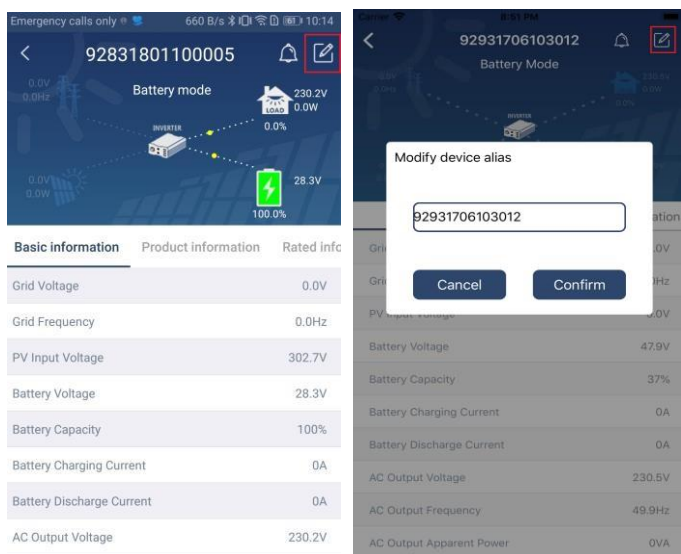 Emergency calls only
660 B/s
10:14
92831801100005
Battery mode
0.0V
0.0Hz
230.2V
0.0W
LOAD
0.0%
INVERTER
0.0V
0.0W
28.3V
100.0%
Basic information Product information Rated info
Grid Voltage 0.0V
Grid Frequency 0.0Hz
PV Input Voltage 302.7V
Battery Voltage 28.3V
Battery Capacity 100%
Battery Charging Current 0A
Battery Discharge Current 0A
AC Output Voltage 230.2V
Carrier 8:51 PM
92931706103012
Battery Mode
INVERTER
0.0%
Modify device alias
92931706103012
Cancel Confirm
Battery Voltage 47.9V
Battery Capacity 37%
Battery Charging Current 0A
Battery Discharge Current 0A
AC Output Voltage 230.5V
AC Output Frequency 49.9Hz
AC Output Apparent Power 0VA